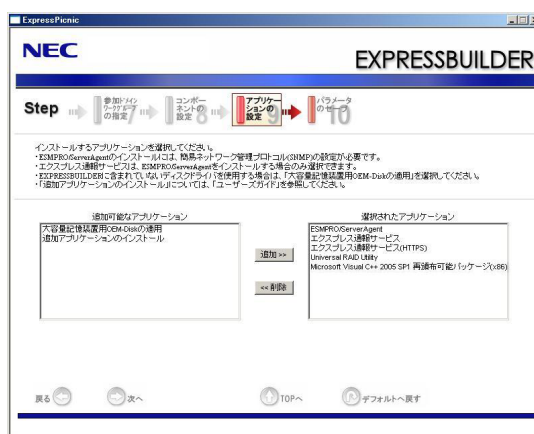 ExpressPicnic
NEC
EXPRESSBUILDER
Step
参加ドメイン
ワークグループ
の指定 7
コンポー
ネントの
設定 8
アプリケー
ションの
設定 9
パラメータ
のセーブ 10
インストールするアプリケーションを選択してください。
・ESMPRO/ServerAgentのインストールには、簡易ネットワーク管理プロトコル(SNMP)の設定が必要です。
・エクスプレス通報サービスは、ESMPRO/ServerAgentをインストールする場合のみ選択できます。
・EXPRESSBUILDERに含まれていないディスクドライバを使用する場合は、「大容量記憶装置用OEM-Diskの適用」を選択してください。
・「追加アプリケーションのインストール」については、「ユーザーズガイド」を参照してください。
追加可能なアプリケーション
大容量記憶装置用OEM-Diskの適用
追加アプリケーションのインストール
追加 >>
<< 削除
選択されたアプリケーション
ESMPRO/ServerAgent
エクスプレス通報サービス
エクスプレス通報サービス(HTTPS)
Universal RAID Utility
Microsoft Visual C++ 2005 SP1 再頒布可能パッケージ(x86)
戻る
次へ
TOPへ
デフォルトへ戻す